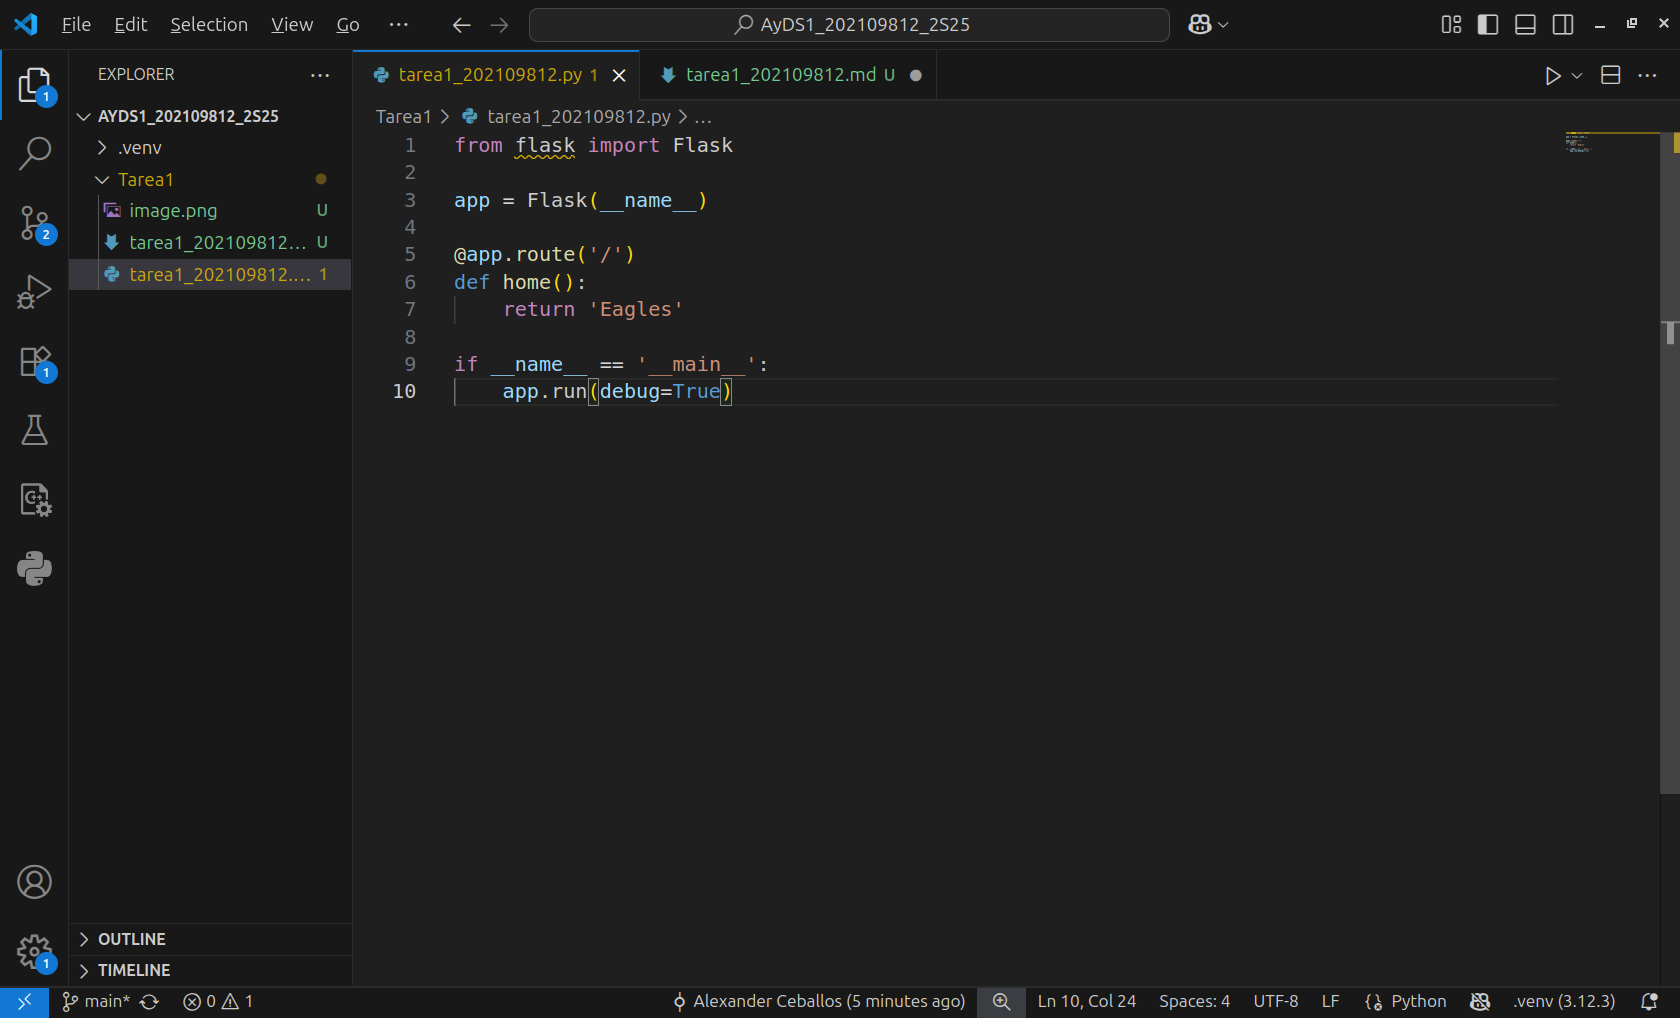 File Edit Selection View Go ···
AyDS1_202109812_2S25
EXPLORER ···
AYDS1_202109812_2S25
.venv
Tarea1
image.png U
tarea1_202109812... U
tarea1_202109812.... 1
OUTLINE
TIMELINE
1
2
1
1
tarea1_202109812.py 1
tarea1_202109812.md U
Tarea1 > tarea1_202109812.py > ...
1 from flask import Flask
2
3 app = Flask(__name__)
4
5 @app.route('/')
6 def home():
7     return 'Eagles'
8
9 if __name__ == '__main__':
10     app.run(debug=True)
main* 0 1 Alexander Ceballos (5 minutes ago) Ln 10, Col 24 Spaces: 4 UTF-8 LF {} Python .venv (3.12.3)